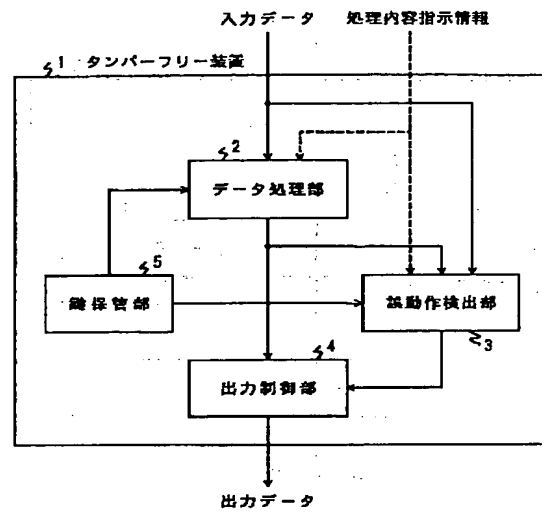 入力データ
処理内容指示情報
1 タンパーフリー装置
2
データ処理部
5
鍵保管部
誤動作検出部
3
4
出力制御部
出力データ